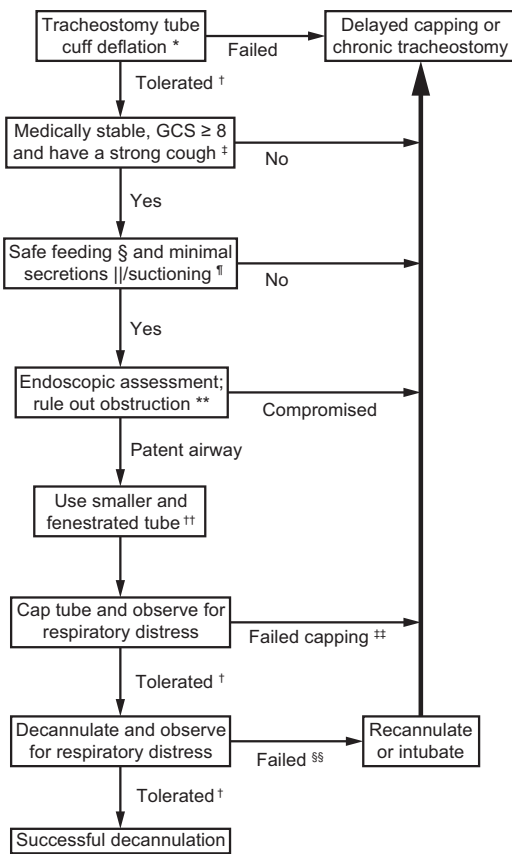 Tracheostomy tube
cuff deflation *
Failed
Delayed capping or
chronic tracheostomy
Tolerated †
Medically stable, GCS ≥ 8
and have a strong cough ‡
No
Yes
Safe feeding § and minimal
secretions ||/suctioning ¶
No
Yes
Endoscopic assessment;
rule out obstruction **
Compromised
Patent airway
Use smaller and
fenestrated tube ††
Cap tube and observe for
respiratory distress
Failed capping ‡‡
Tolerated †
Decannulate and observe
for respiratory distress
Failed §§
Recannulate
or intubate
Tolerated †
Successful decannulation